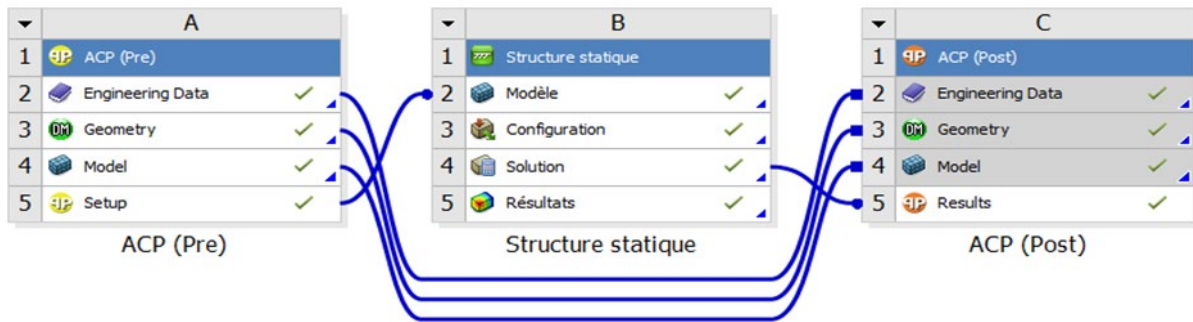 A
1 ACP (Pre)
2 Engineering Data
3 Geometry
4 Model
5 Setup
ACP (Pre)
B
1 Structure statique
2 Modèle
3 Configuration
4 Solution
5 Résultats
Structure statique
C
1 ACP (Post)
2 Engineering Data
3 Geometry
4 Model
5 Results
ACP (Post)